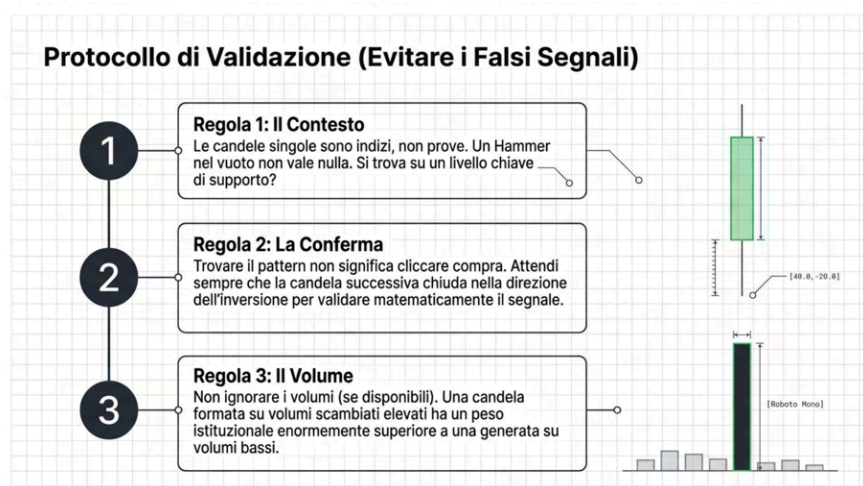 Protocollo di Validazione (Evitare i Falsi Segnali)
1
Regola 1: Il Contesto
Le candele singole sono indizi, non prove. Un Hammer
nel vuoto non vale nulla. Si trova su un livello chiave
di supporto?
2
Regola 2: La Conferma
Trovare il pattern non significa cliccare compra. Attendi
sempre che la candela successiva chiuda nella direzione
dell'inversione per validare matematicamente il segnale.
[40.0,-20.0]
3
Regola 3: Il Volume
Non ignorare i volumi (se disponibili). Una candela
formata su volumi scambiati elevati ha un peso
istituzionale enormemente superiore a una generata su
volumi bassi.
[Roboto Mono]